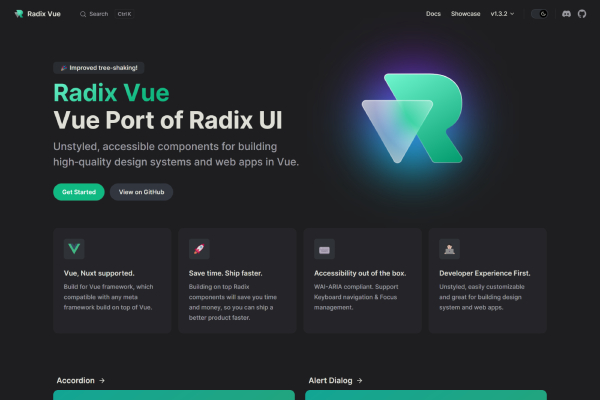 Radix Vue
Search Ctrl K
Docs Showcase v1.3.2
🎉 Improved tree-shaking!
Radix Vue
Vue Port of Radix UI
Unstyled, accessible components for building
high-quality design systems and web apps in Vue.
Get Started View on GitHub
Vue, Nuxt supported.
Build for Vue framework, which
compatible with any meta
framework build on top of Vue.
Save time. Ship faster.
Building on top Radix
components will save you time
and money, so you can ship a
better product faster.
Accessibility out of the box.
WAI-ARIA compliant. Support
Keyboard navigation & Focus
management.
Developer Experience First.
Unstyled, easily customizable
and great for building design
system and web apps.
Accordion →
Alert Dialog →